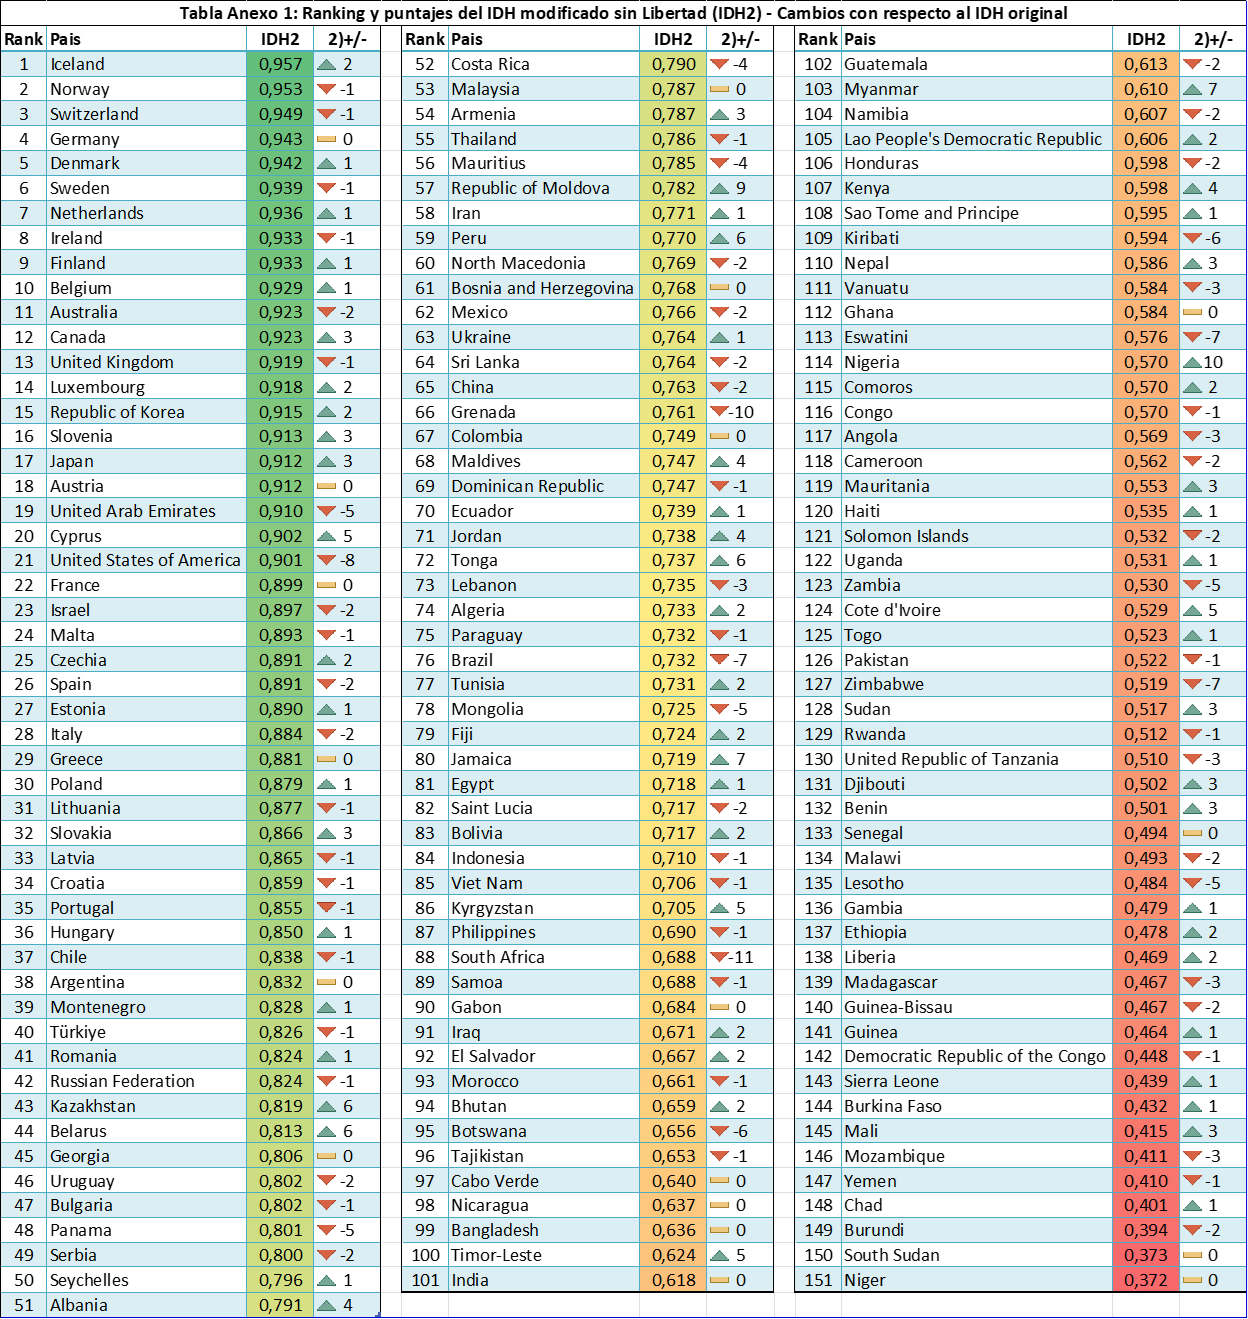 Tabla Anexo 1: Ranking y puntajes del IDH modificado sin Libertad (IDH2) - Cambios con respecto al IDH original
Rank Pais IDH2 2)+/-
1 Iceland 0,957 2
2 Norway 0,953 -1
3 Switzerland 0,949 -1
4 Germany 0,943 0
5 Denmark 0,942 1
6 Sweden 0,939 -1
7 Netherlands 0,936 1
8 Ireland 0,933 -1
9 Finland 0,933 1
10 Belgium 0,929 1
11 Australia 0,923 -2
12 Canada 0,923 3
13 United Kingdom 0,919 -1
14 Luxembourg 0,918 2
15 Republic of Korea 0,915 2
16 Slovenia 0,913 3
17 Japan 0,912 3
18 Austria 0,912 0
19 United Arab Emirates 0,910 -5
20 Cyprus 0,902 5
21 United States of America 0,901 -8
22 France 0,899 0
23 Israel 0,897 -2
24 Malta 0,893 -1
25 Czechia 0,891 2
26 Spain 0,891 -2
27 Estonia 0,890 1
28 Italy 0,884 -2
29 Greece 0,881 0
30 Poland 0,879 1
31 Lithuania 0,877 -1
32 Slovakia 0,866 3
33 Latvia 0,865 -1
34 Croatia 0,859 -1
35 Portugal 0,855 -1
36 Hungary 0,850 1
37 Chile 0,838 -1
38 Argentina 0,832 0
39 Montenegro 0,828 1
40 Türkiye 0,826 -1
41 Romania 0,824 1
42 Russian Federation 0,824 -1
43 Kazakhstan 0,819 6
44 Belarus 0,813 6
45 Georgia 0,806 0
46 Uruguay 0,802 -2
47 Bulgaria 0,802 -1
48 Panama 0,801 -5
49 Serbia 0,800 -2
50 Seychelles 0,796 1
51 Albania 0,791 4
Rank Pais IDH2 2)+/-
52 Costa Rica 0,790 -4
53 Malaysia 0,787 0
54 Armenia 0,787 3
55 Thailand 0,786 -1
56 Mauritius 0,785 -4
57 Republic of Moldova 0,782 9
58 Iran 0,771 1
59 Peru 0,770 6
60 North Macedonia 0,769 -2
61 Bosnia and Herzegovina 0,768 0
62 Mexico 0,766 -2
63 Ukraine 0,764 1
64 Sri Lanka 0,764 -2
65 China 0,763 -2
66 Grenada 0,761 -10
67 Colombia 0,749 0
68 Maldives 0,747 4
69 Dominican Republic 0,747 -1
70 Ecuador 0,739 1
71 Jordan 0,738 4
72 Tonga 0,737 6
73 Lebanon 0,735 -3
74 Algeria 0,733 2
75 Paraguay 0,732 -1
76 Brazil 0,732 -7
77 Tunisia 0,731 2
78 Mongolia 0,725 -5
79 Fiji 0,724 2
80 Jamaica 0,719 7
81 Egypt 0,718 1
82 Saint Lucia 0,717 -2
83 Bolivia 0,717 2
84 Indonesia 0,710 -1
85 Viet Nam 0,706 -1
86 Kyrgyzstan 0,705 5
87 Philippines 0,690 -1
88 South Africa 0,688 -11
89 Samoa 0,688 -1
90 Gabon 0,684 0
91 Iraq 0,671 2
92 El Salvador 0,667 2
93 Morocco 0,661 -1
94 Bhutan 0,659 2
95 Botswana 0,656 -6
96 Tajikistan 0,653 -1
97 Cabo Verde 0,640 0
98 Nicaragua 0,637 0
99 Bangladesh 0,636 0
100 Timor-Leste 0,624 5
101 India 0,618 0
Rank Pais IDH2 2)+/-
102 Guatemala 0,613 -2
103 Myanmar 0,610 7
104 Namibia 0,607 -2
105 Lao People's Democratic Republic 0,606 2
106 Honduras 0,598 -2
107 Kenya 0,598 4
108 Sao Tome and Principe 0,595 1
109 Kiribati 0,594 -6
110 Nepal 0,586 3
111 Vanuatu 0,584 -3
112 Ghana 0,584 0
113 Eswatini 0,576 -7
114 Nigeria 0,570 10
115 Comoros 0,570 2
116 Congo 0,570 -1
117 Angola 0,569 -3
118 Cameroon 0,562 -2
119 Mauritania 0,553 3
120 Haiti 0,535 1
121 Solomon Islands 0,532 -2
122 Uganda 0,531 1
123 Zambia 0,530 -5
124 Cote d'Ivoire 0,529 5
125 Togo 0,523 1
126 Pakistan 0,522 -1
127 Zimbabwe 0,519 -7
128 Sudan 0,517 3
129 Rwanda 0,512 -1
130 United Republic of Tanzania 0,510 -3
131 Djibouti 0,502 3
132 Benin 0,501 3
133 Senegal 0,494 0
134 Malawi 0,493 -2
135 Lesotho 0,484 -5
136 Gambia 0,479 1
137 Ethiopia 0,478 2
138 Liberia 0,469 2
139 Madagascar 0,467 -3
140 Guinea-Bissau 0,467 -2
141 Guinea 0,464 1
142 Democratic Republic of the Congo 0,448 -1
143 Sierra Leone 0,439 1
144 Burkina Faso 0,432 1
145 Mali 0,415 3
146 Mozambique 0,411 -3
147 Yemen 0,410 -1
148 Chad 0,401 1
149 Burundi 0,394 -2
150 South Sudan 0,373 0
151 Niger 0,372 0